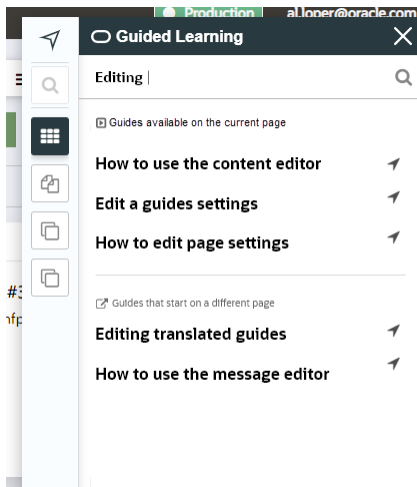 Production
al.loper@oracle.com
Guided Learning
Editing
Guides available on the current page
How to use the content editor
Edit a guides settings
How to edit page settings
Guides that start on a different page
Editing translated guides
How to use the message editor